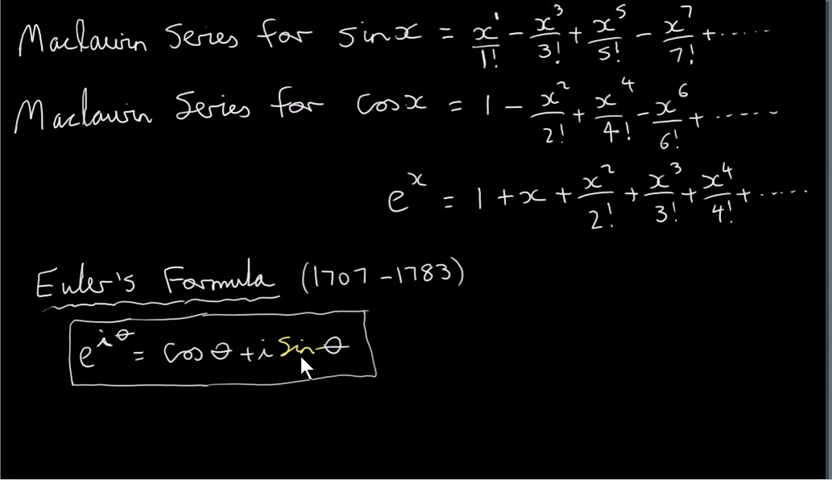 Maclaurin Series for sin x = x¹/1! - x³/3! + x⁵/5! - x⁷/7! + ......
Maclaurin Series for cos x = 1 - x²/2! + x⁴/4! - x⁶/6! + ......
eˣ = 1 + x + x²/2! + x³/3! + x⁴/4! + ......
Euler's Formula (1707 - 1783)
e^{iθ} = cos θ + i sin θ